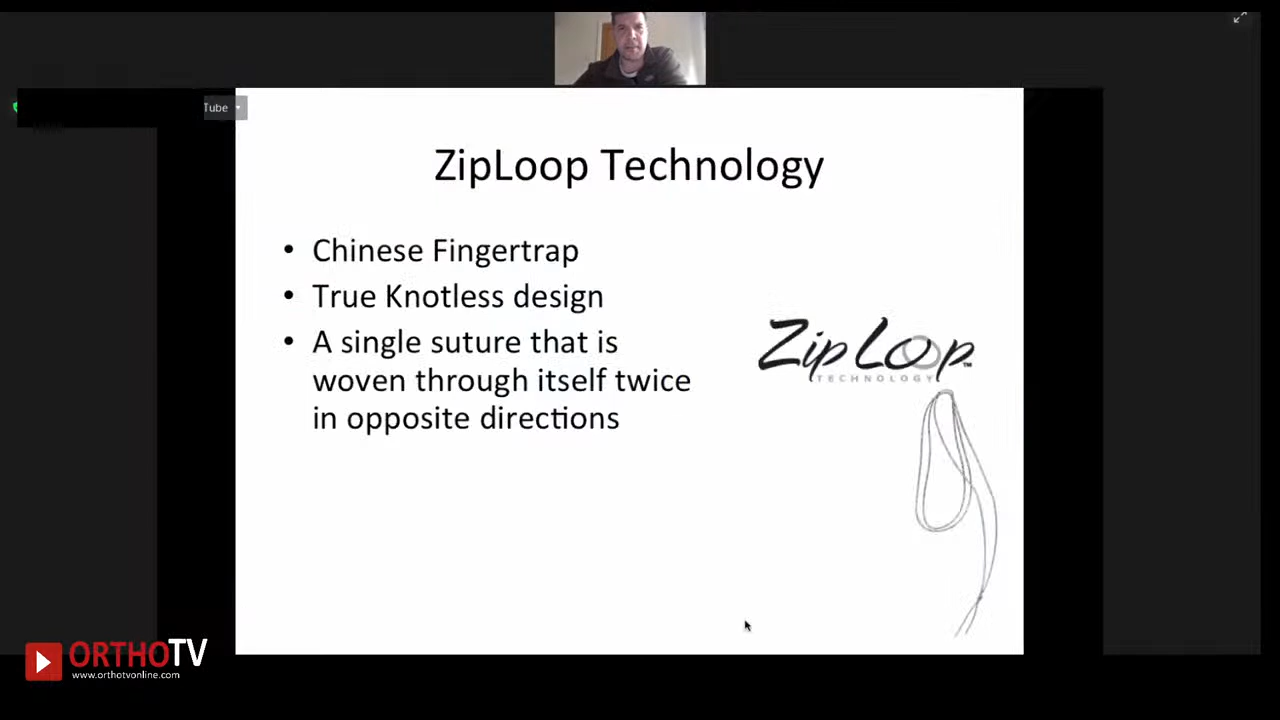 Tube
ZipLoop Technology
• Chinese Fingertrap
• True Knotless design
• A single suture that is
woven through itself twice
in opposite directions
ZipLoop™
TECHNOLOGY
ORTHOTV
www.orthotvonline.com